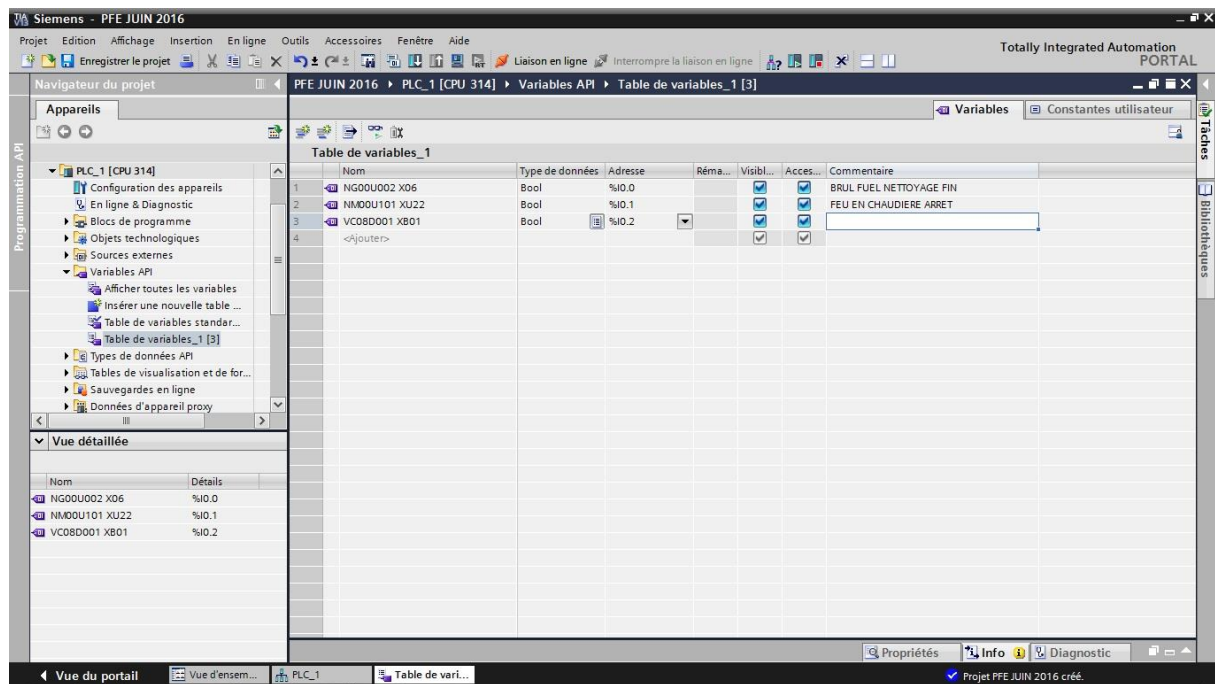 Siemens - PFE JUIN 2016
Projet Edition Affichage Insertion En ligne Outils Accessoires Fenêtre Aide
Totally Integrated Automation
PORTAL
Enregistrer le projet
Liaison en ligne
Interrompre la liaison en ligne
Navigateur du projet
PFE JUIN 2016 PLC_1 [CPU 314] Variables API Table de variables_1 [3]
Appareils
Variables
Constantes utilisateur
Table de variables_1
Programmation API
Tâches
Bibliothèques
PLC_1 [CPU 314]
Configuration des appareils
En ligne & Diagnostic
Blocs de programme
Objets technologiques
Sources externes
Variables API
Afficher toutes les variables
Insérer une nouvelle table ...
Table de variables standar...
Table de variables_1 [3]
Types de données API
Tables de visualisation et de for...
Sauvegardes en ligne
Données d'appareil proxy
Nom Type de données Adresse Réma... Visibl... Acces... Commentaire
1 NG00U002 X06 Bool %I0.0 BRUL FUEL NETTOYAGE FIN
2 NM00U101 XU22 Bool %I0.1 FEU EN CHAUDIERE ARRET
3 VC08D001 XB01 Bool %I0.2
4 <Ajouter>
Vue détaillée
Nom Détails
NG00U002 X06 %I0.0
NM00U101 XU22 %I0.1
VC08D001 XB01 %I0.2
Propriétés
Info
Diagnostic
Vue du portail
Vue d'ensem...
PLC_1
Table de vari...
Projet PFE JUIN 2016 créé.